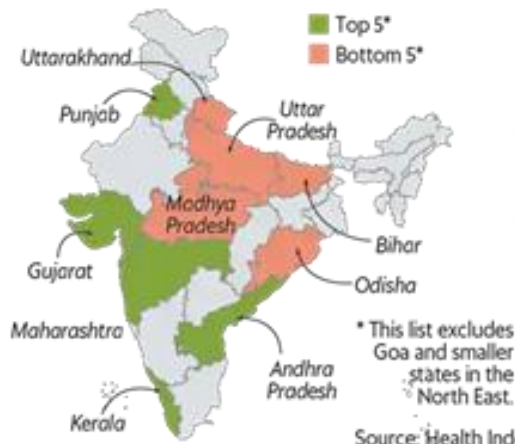 Top 5*
Bottom 5*
Uttarakhand
Punjab
Uttar
Pradesh
Madhya
Pradesh
Gujarat
Bihar
Odisha
Maharashtra
Andhra
Pradesh
Kerala
* This list excludes
Goa and smaller
states in the
North East.
Source: Health Ind